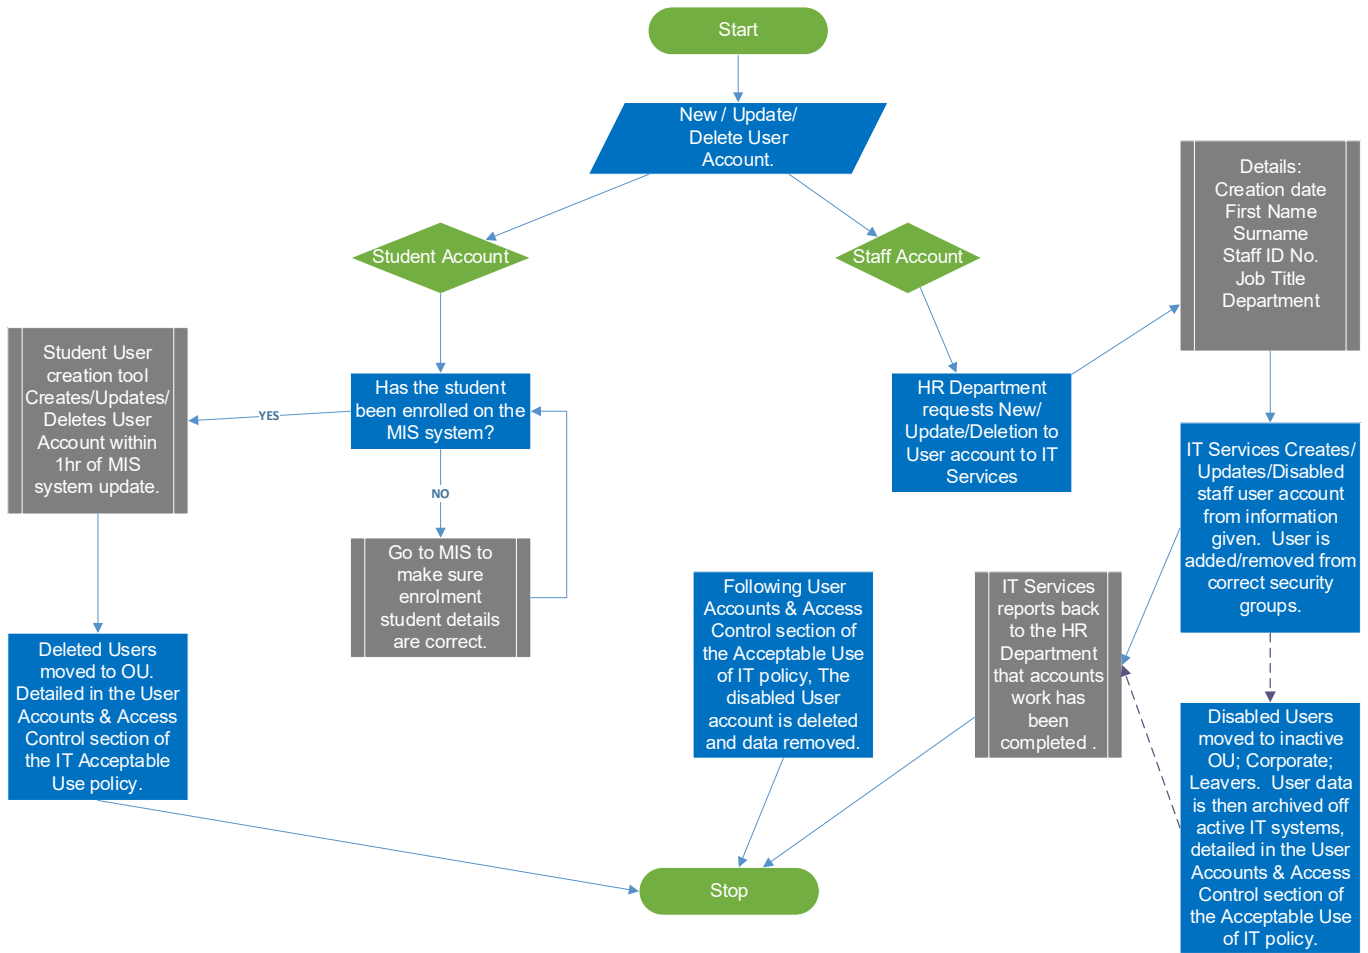 Start
New / Update/
Delete User
Account.
Student Account
Staff Account
Details:
Creation date
First Name
Surname
Staff ID No.
Job Title
Department
Student User
creation tool
Creates/Updates/
Deletes User
Account within
1hr of MIS
system update.
YES
Has the student
been enrolled on the
MIS system?
HR Department
requests New/
Update/Deletion to
User account to IT
Services
IT Services Creates/
Updates/Disabled
staff user account
from information
given.  User is
added/removed from
correct security
groups.
NO
Go to MIS to
make sure
enrolment
student details
are correct.
Following User
Accounts & Access
Control section of
the Acceptable Use
of IT policy, The
disabled User
account is deleted
and data removed.
IT Services
reports back
to the HR
Department
that accounts
work has
been
completed .
Deleted Users
moved to OU.
Detailed in the User
Accounts & Access
Control section of
the IT Acceptable
Use policy.
Disabled Users
moved to inactive
OU; Corporate;
Leavers.  User data
is then archived off
active IT systems,
detailed in the User
Accounts & Access
Control section of
the Acceptable Use
of IT policy.
Stop